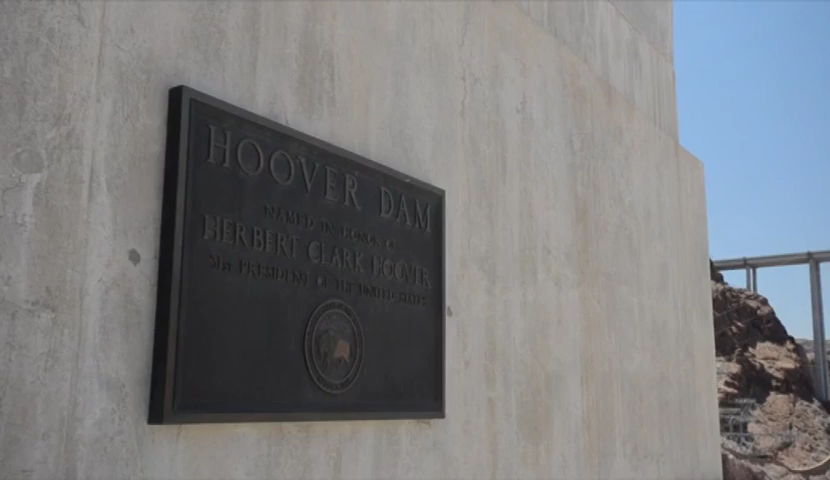 HOOVER DAM
NAMED IN HONOR OF
HERBERT CLARK HOOVER
31ST PRESIDENT OF THE UNITED STATES